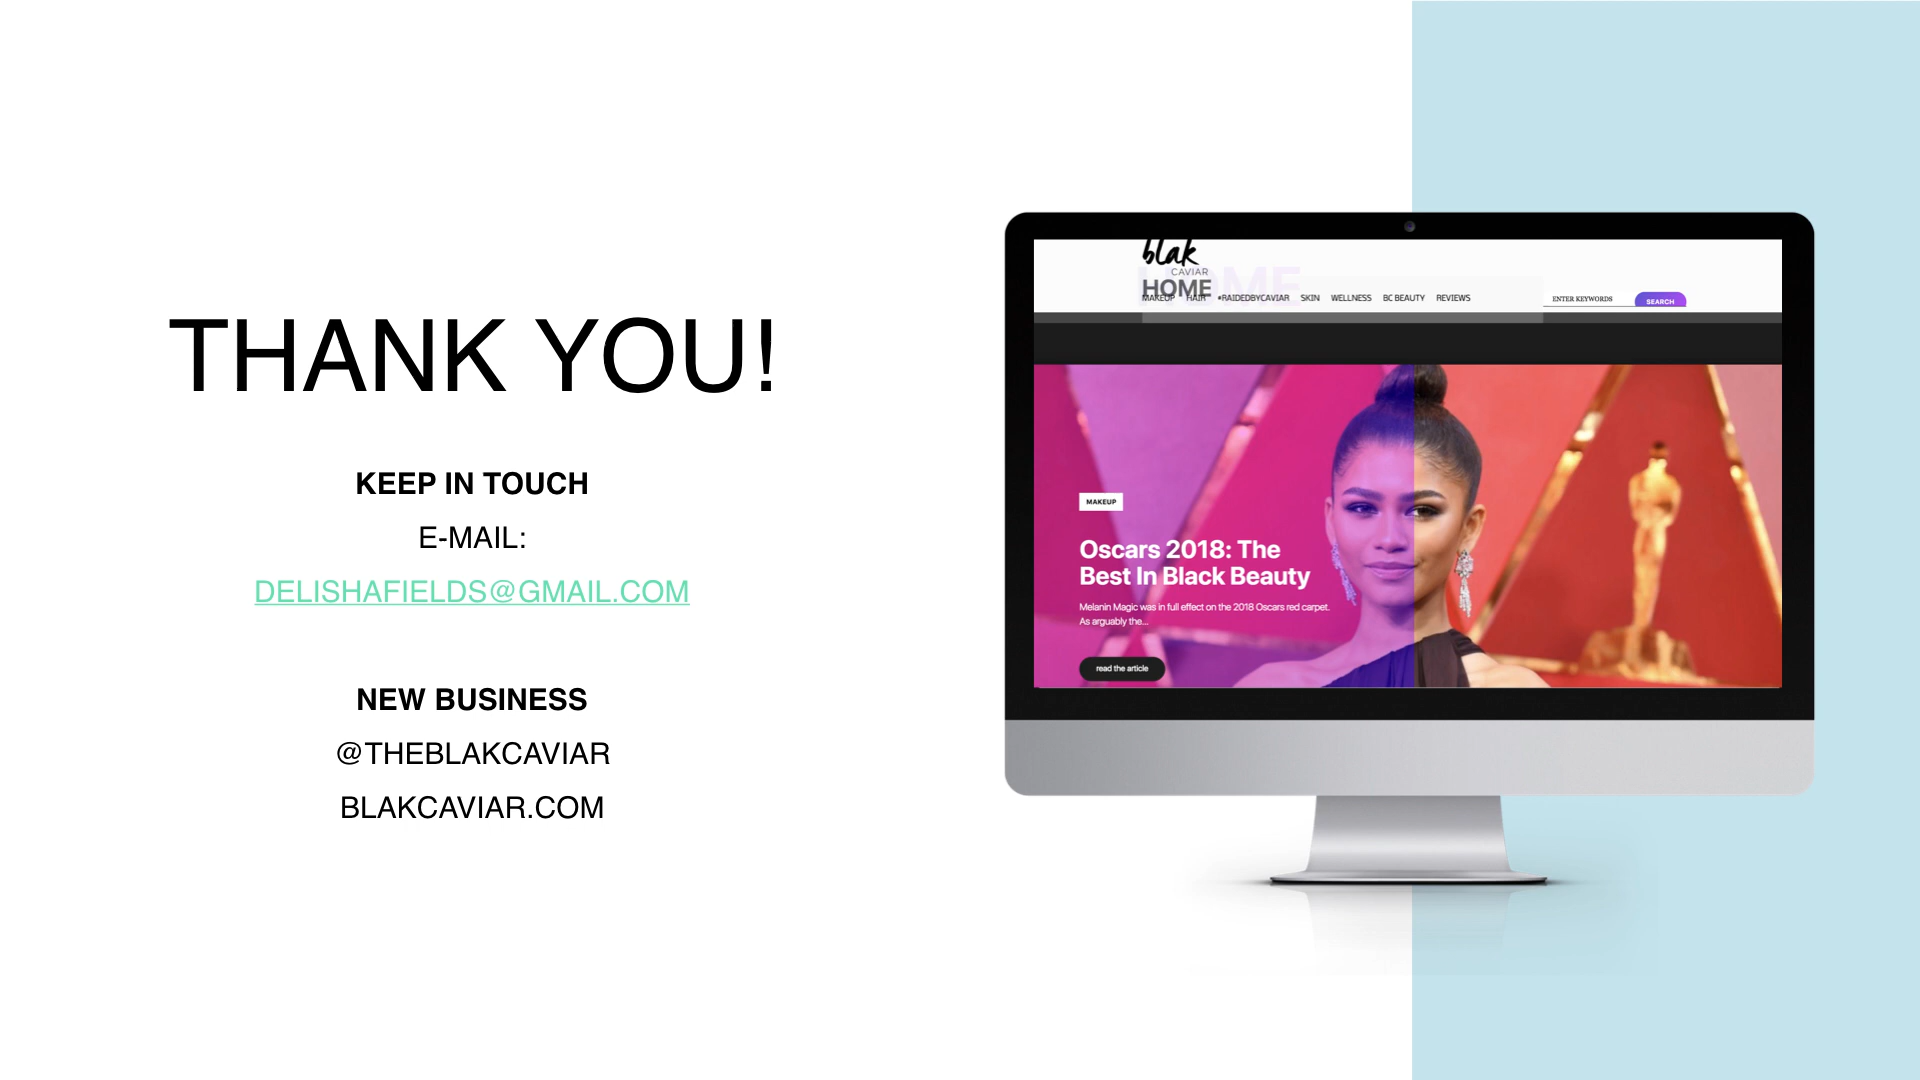 THANK YOU!
KEEP IN TOUCH
E-MAIL:
DELISHAFIELDS@GMAIL.COM
NEW BUSINESS
@THEBLAKCAVIAR
BLAKCAVIAR.COM
blak
CAVIAR
HOME
HOME
MAKEUP HAIR #RAIDEDBYCAVIAR SKIN WELLNESS BC BEAUTY REVIEWS
ENTER KEYWORDS
SEARCH
MAKEUP
Oscars 2018: The
Best In Black Beauty
Melanin Magic was in full effect on the 2018 Oscars red carpet.
As arguably the...
read the article